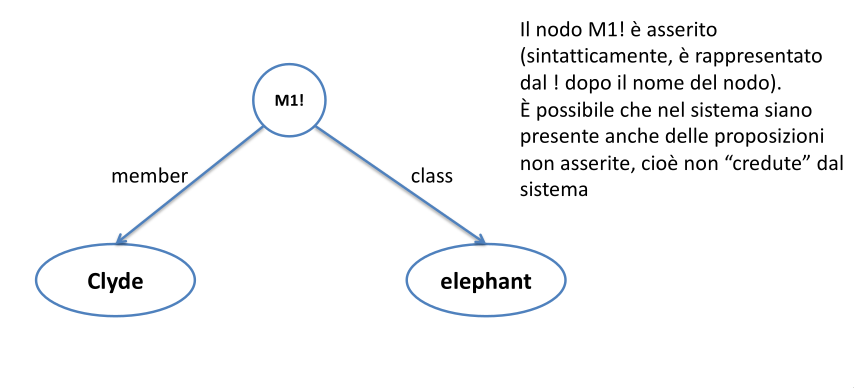 Il nodo M1! è asserito
(sintatticamente, è rappresentato
dal ! dopo il nome del nodo).
È possibile che nel sistema siano
presente anche delle proposizioni
non asserite, cioè non “credute” dal
sistema
M1!
member
class
Clyde
elephant